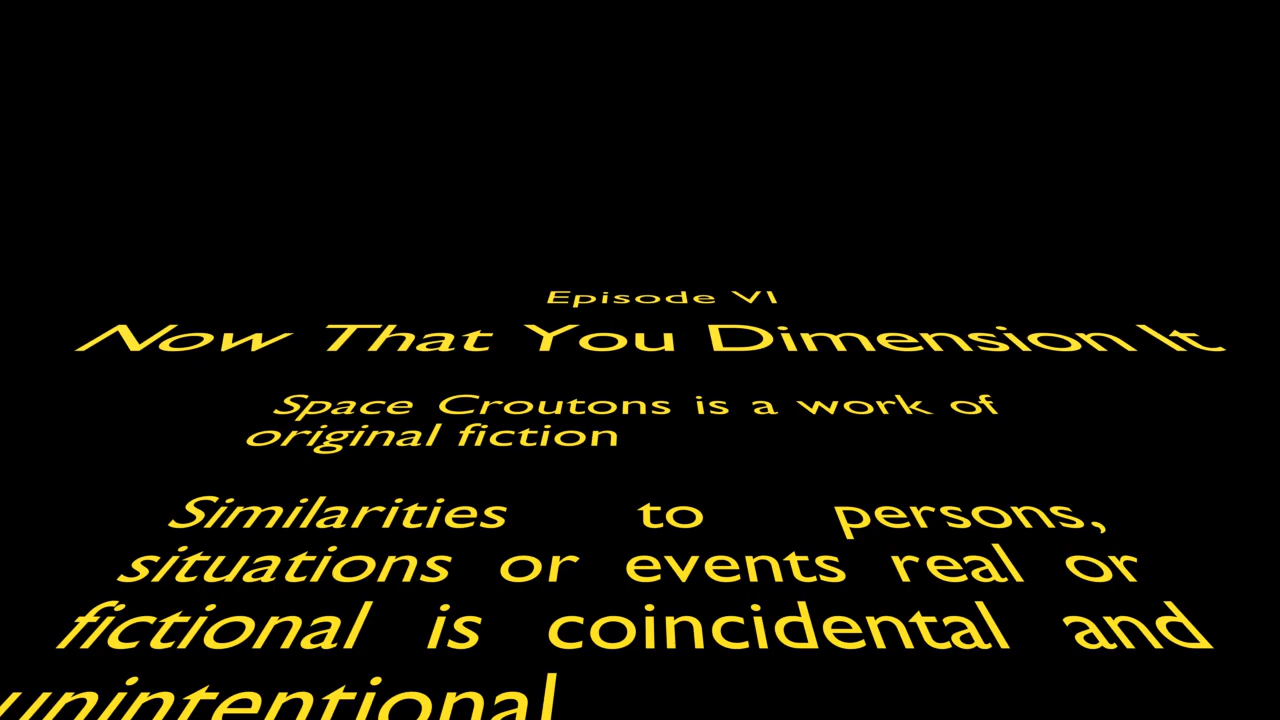 Episode VI
Now That You Dimension It
Space Croutons is a work of
original fiction
Similarities to persons,
situations or events real or
fictional is coincidental and
unintentional